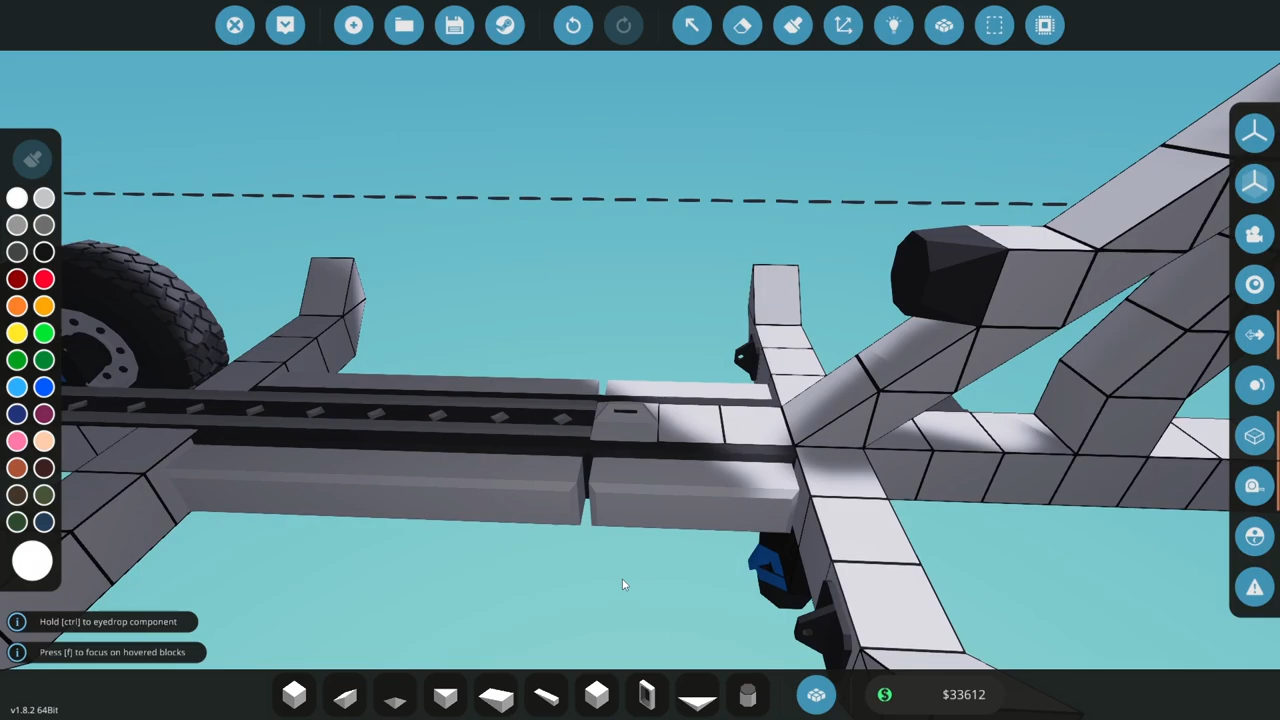 Hold [ctrl] to eyedrop component
Press [f] to focus on hovered blocks
$33612
v1.8.2 64Bit